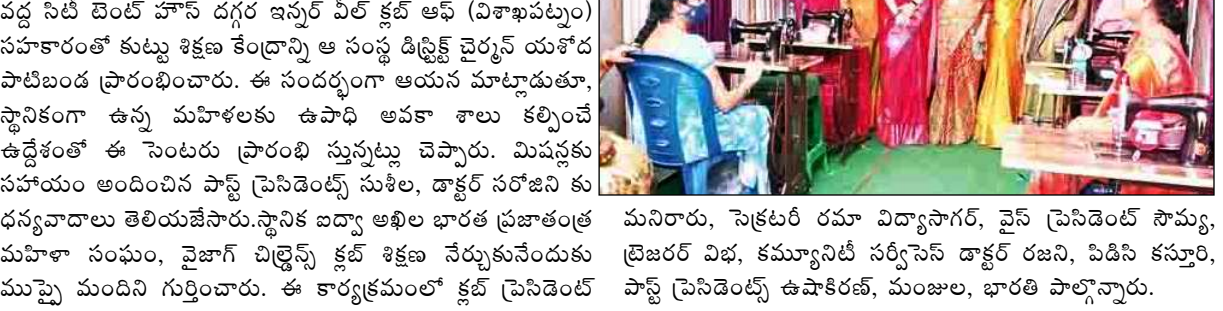 వద్ద సిటీ టెంట్ హౌస్ దగ్గర ఇన్నర్ వీల్ క్లబ్ ఆఫ్ (విశాఖపట్నం)
సహకారంతో కుట్టు శిక్షణ కేంద్రాన్ని ఆ సంస్థ డిస్ట్రిక్ట్ చైర్మన్ యశోద
పాటిబండ ప్రారంభించారు. ఈ సందర్భంగా ఆయన మాట్లాడుతూ,
స్థానికంగా ఉన్న మహిళలకు ఉపాధి అవకా శాలు కల్పించే
ఉద్దేశంతో ఈ సెంటరు ప్రారంభి స్తున్నట్లు చెప్పారు. మిషన్లకు
సహాయం అందించిన పాస్ట్ ప్రెసిడెంట్స్ సుశీల, డాక్టర్ సరోజిని కు
ధన్యవాదాలు తెలియజేసారు.స్థానిక ఐద్వా అఖిల భారత ప్రజాతంత్ర
మహిళా సంఘం, వైజాగ్ చిల్డ్రెన్స్ క్లబ్ శిక్షణ నేర్చుకునేందుకు
ముప్పై మందిని గుర్తించారు. ఈ కార్యక్రమంలో క్లబ్ ప్రెసిడెంట్
మనిరారు, సెక్రటరీ రమా విద్యాసాగర్, వైస్ ప్రెసిడెంట్ సౌమ్య,
ట్రెజరర్ విభ, కమ్యూనిటీ సర్వీసెస్ డాక్టర్ రజని, పిడిసి కస్తూరి,
పాస్ట్ ప్రెసిడెంట్స్ ఉషాకిరణ్, మంజుల, భారతి పాల్గొన్నారు.